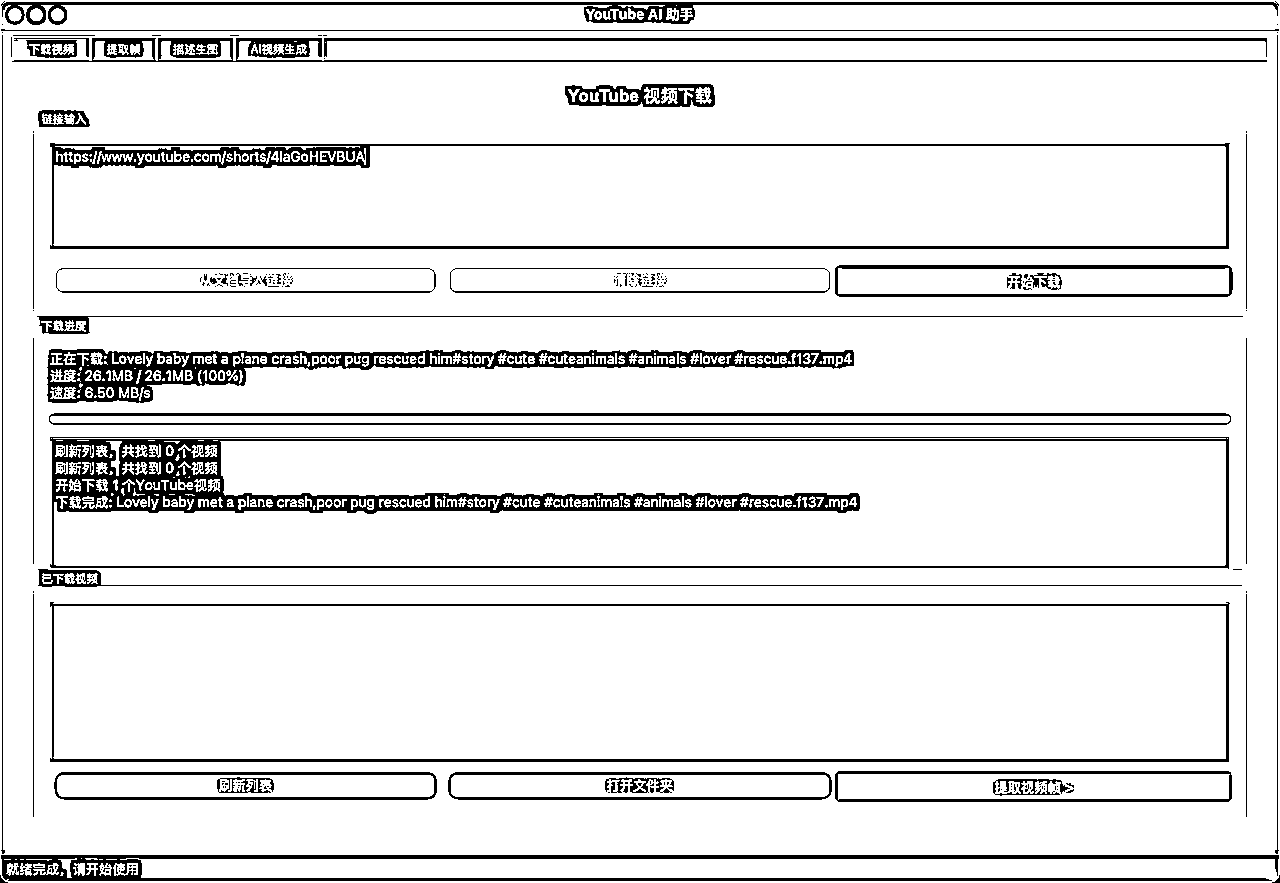 YouTube AI 助手
下载视频 提取帧 描述生图 AI视频生成
YouTube 视频下载
链接输入
https://www.youtube.com/shorts/4IaGoHEVBUA
从文档导入链接 清除链接 开始下载
下载进度
正在下载: Lovely baby met a plane crash,poor pug rescued him#story #cute #cuteanimals #animals #lover #rescue.f137.mp4
进度: 26.1MB / 26.1MB (100%)
速度: 6.50 MB/s
刷新列表，共找到 0 个视频
刷新列表，共找到 0 个视频
开始下载 1 个YouTube视频
下载完成: Lovely baby met a plane crash,poor pug rescued him#story #cute #cuteanimals #animals #lover #rescue.f137.mp4
已下载视频
刷新列表 打开文件夹 提取视频帧 >
就绪完成，请开始使用